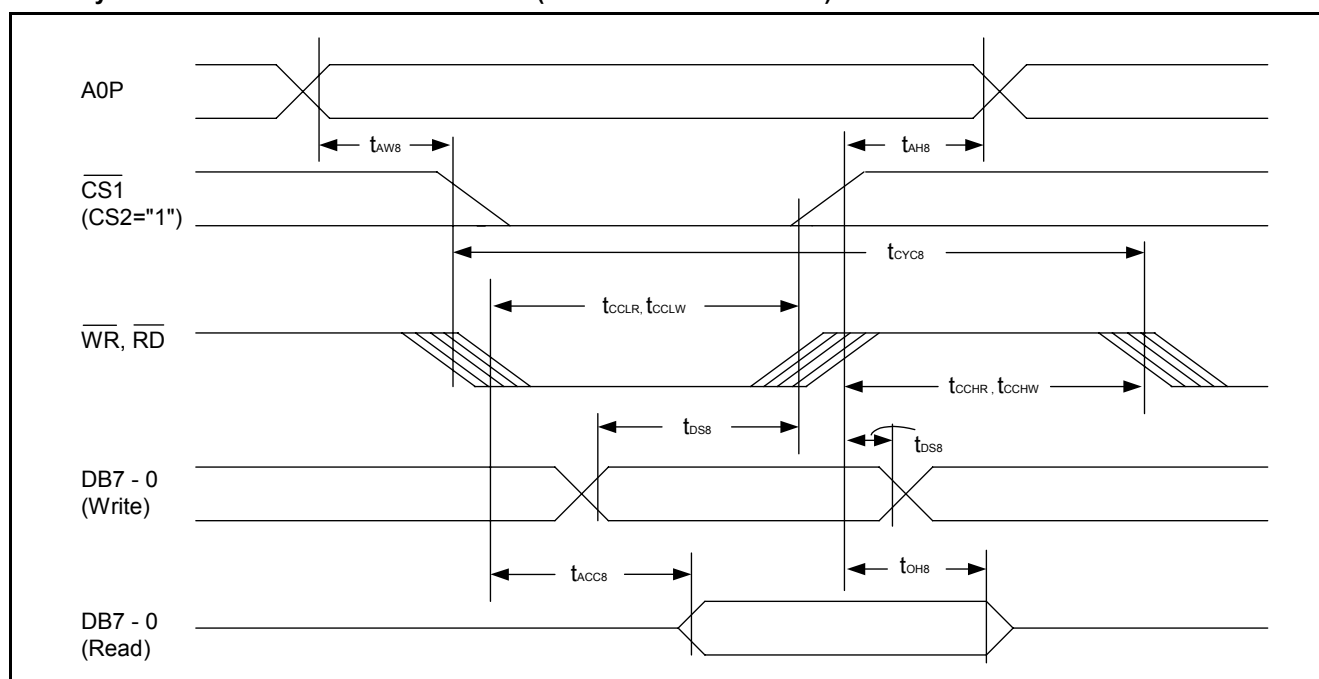 A0P
tAW8
tAH8
CS1
(CS2="1")
tCYC8
tCCLR, tCCLW
WR, RD
tCCHR, tCCHW
tDS8
tDS8
DB7 - 0
(Write)
tACC8
tOH8
DB7 - 0
(Read)